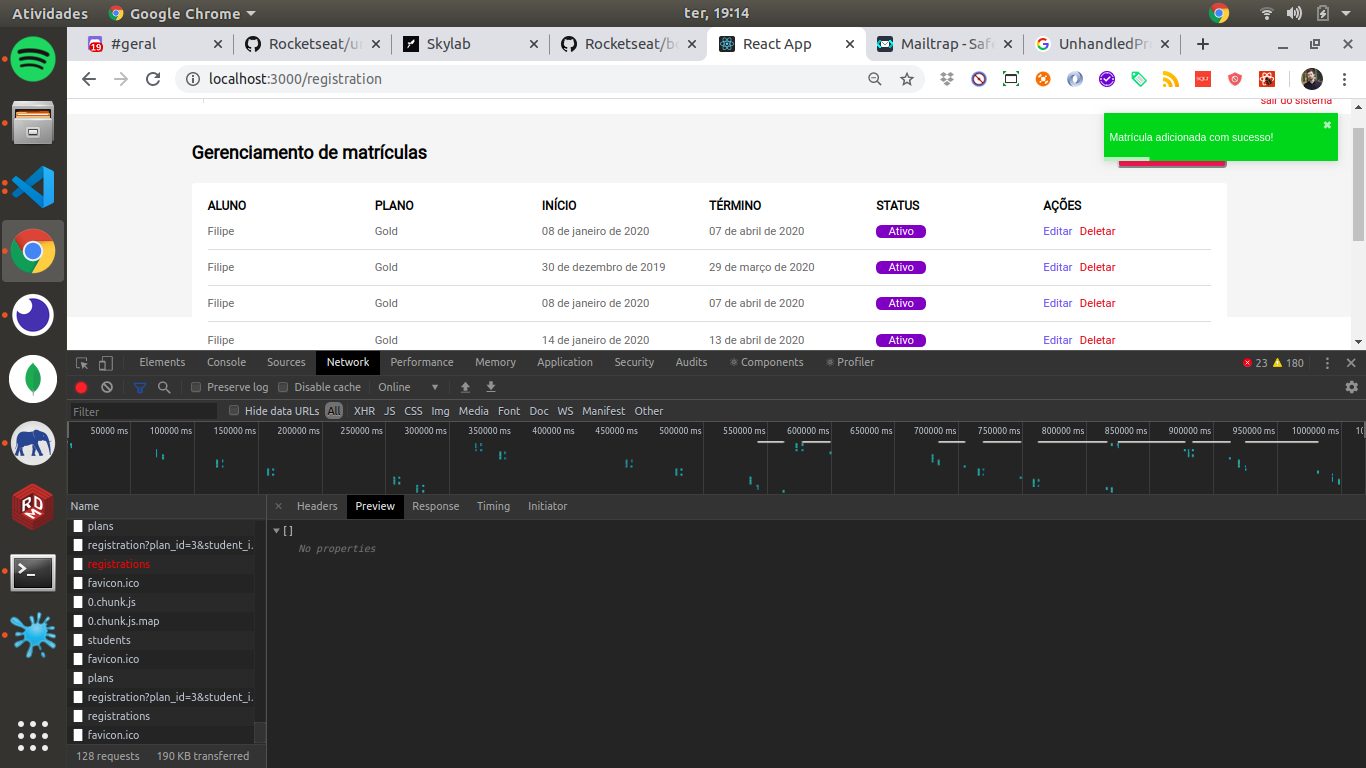 Atividades Google Chrome ter, 19:14
19 #geral Rocketseat/ur Skylab Rocketseat/bo React App Mailtrap - Safe UnhandledPr
localhost:3000/registration
sair do sistema
Matrícula adicionada com sucesso!
Gerenciamento de matrículas
ALUNO PLANO INÍCIO TÉRMINO STATUS AÇÕES
Filipe Gold 08 de janeiro de 2020 07 de abril de 2020 Ativo Editar Deletar
Filipe Gold 30 de dezembro de 2019 29 de março de 2020 Ativo Editar Deletar
Filipe Gold 08 de janeiro de 2020 07 de abril de 2020 Ativo Editar Deletar
Filipe Gold 14 de janeiro de 2020 13 de abril de 2020 Ativo Editar Deletar
Elements Console Sources Network Performance Memory Application Security Audits Components Profiler 23 180
Preserve log Disable cache Online
Filter Hide data URLs All XHR JS CSS Img Media Font Doc WS Manifest Other
50000 ms 100000 ms 150000 ms 200000 ms 250000 ms 300000 ms 350000 ms 400000 ms 450000 ms 500000 ms 550000 ms 600000 ms 650000 ms 700000 ms 750000 ms 800000 ms 850000 ms 900000 ms 950000 ms 1000000 ms 10
Name Headers Preview Response Timing Initiator
plans
[]
No properties
registration?plan_id=3&student_i.
registrations
favicon.ico
0.chunk.js
0.chunk.js.map
students
favicon.ico
plans
registration?plan_id=3&student_i.
registrations
favicon.ico
128 requests 190 KB transferred